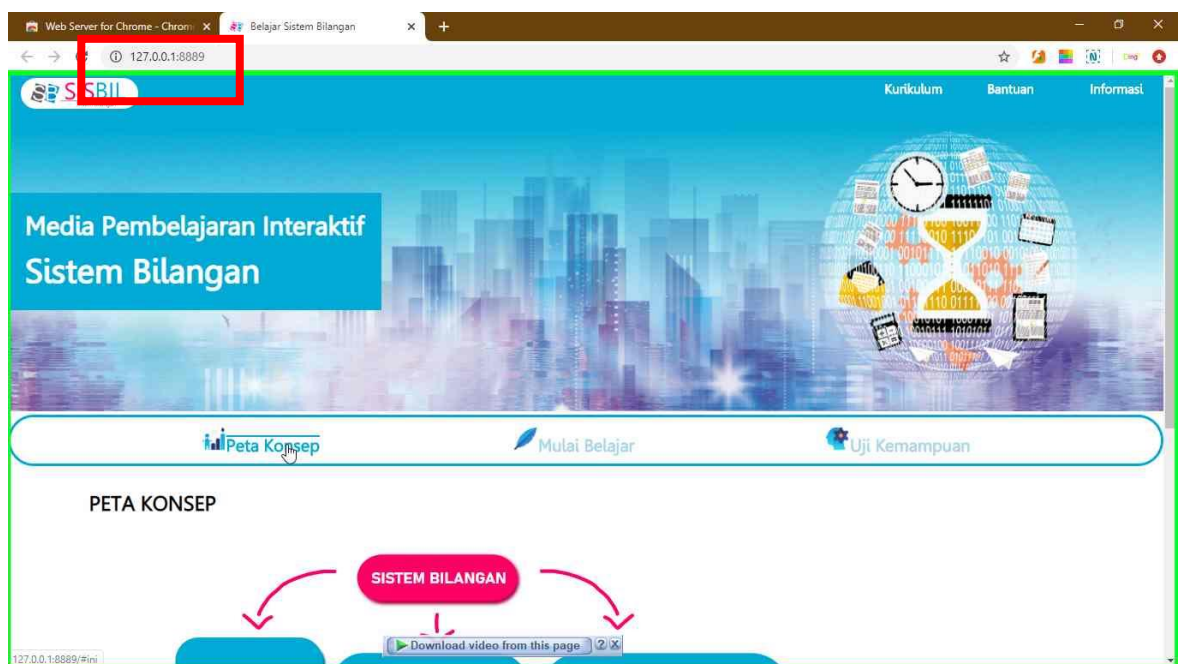 Web Server for Chrome - Chrom
Belajar Sistem Bilangan
127.0.0.1:8889
SISBIL
Kurikulum
Bantuan
Informasi
Media Pembelajaran Interaktif
Sistem Bilangan
Peta Konsep
Mulai Belajar
Uji Kemampuan
PETA KONSEP
SISTEM BILANGAN
Download video from this page
127.0.0.1:8889/#ini